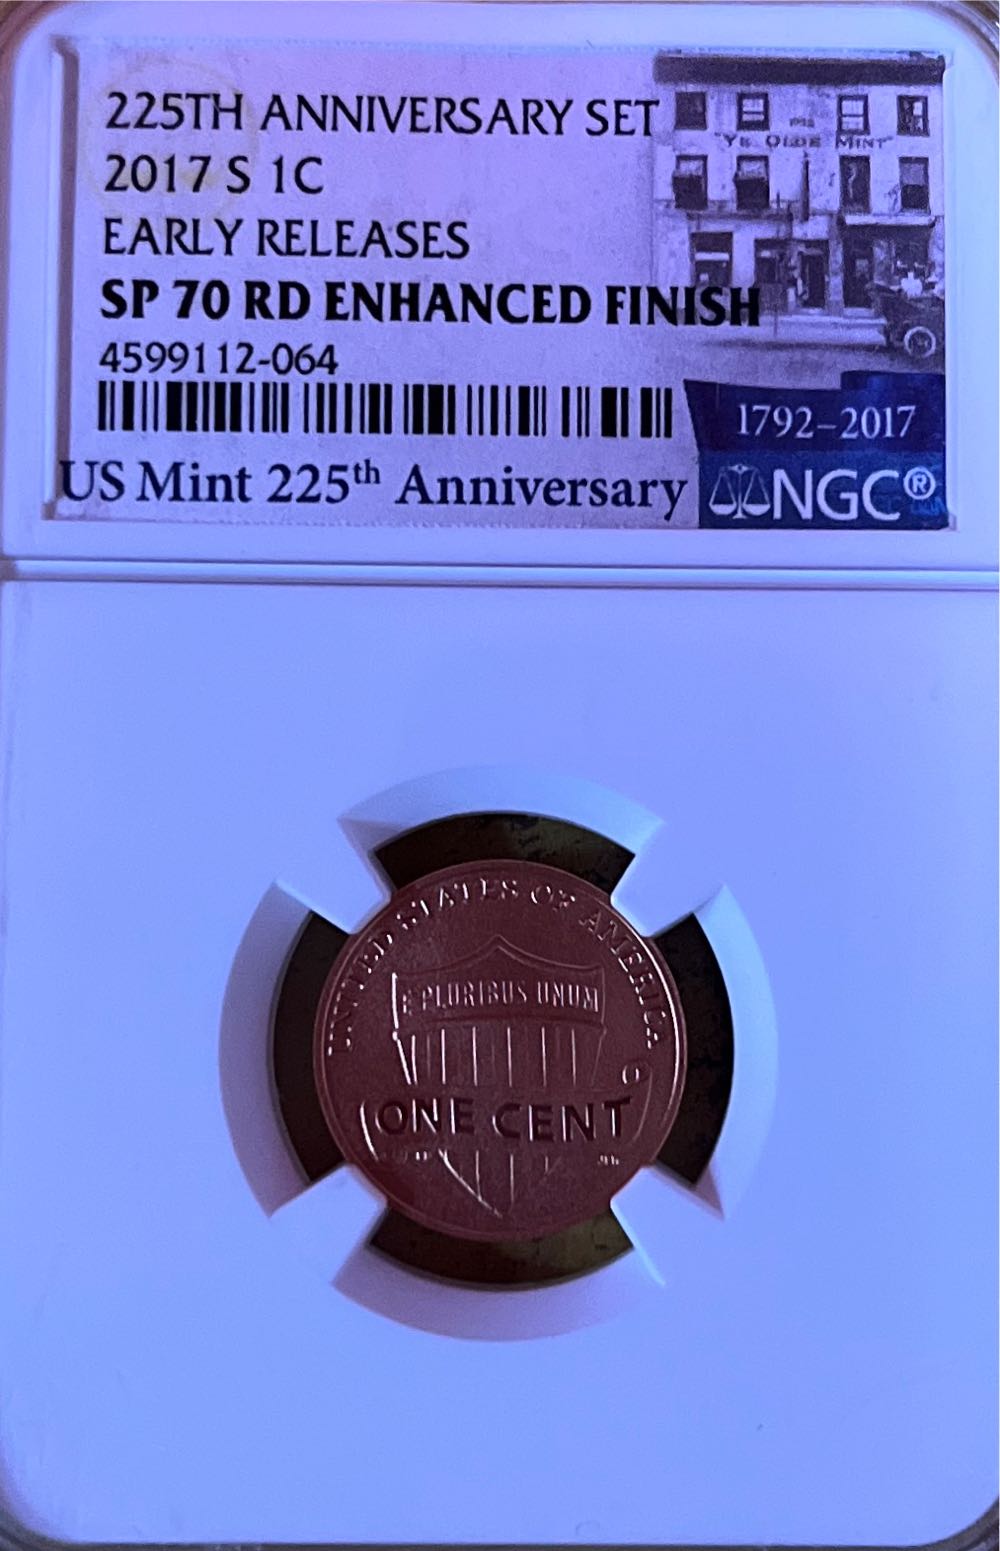 225TH ANNIVERSARY SET
2017 S 1C
EARLY RELEASES
SP 70 RD ENHANCED FINISH
4599112-064
YE OLDE MINT
1792-2017
US Mint 225th Anniversary
NGC®
UNITED STATES OF AMERICA
E PLURIBUS UNUM
ONE CENT